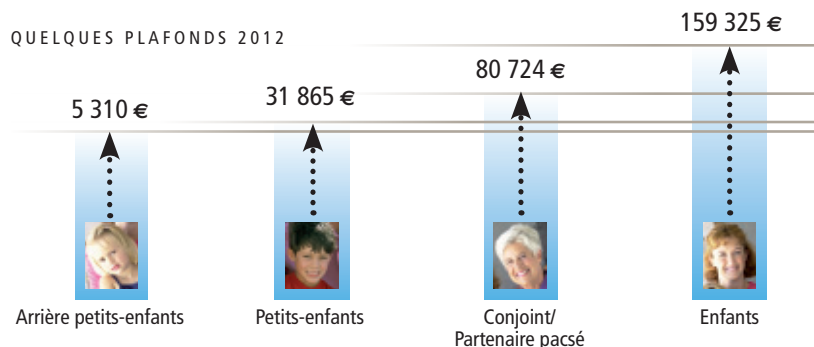 QUELQUES PLAFONDS 2012
159 325 €
80 724 €
31 865 €
5 310 €
Arrière petits-enfants
Petits-enfants
Conjoint/
Partenaire pacsé
Enfants